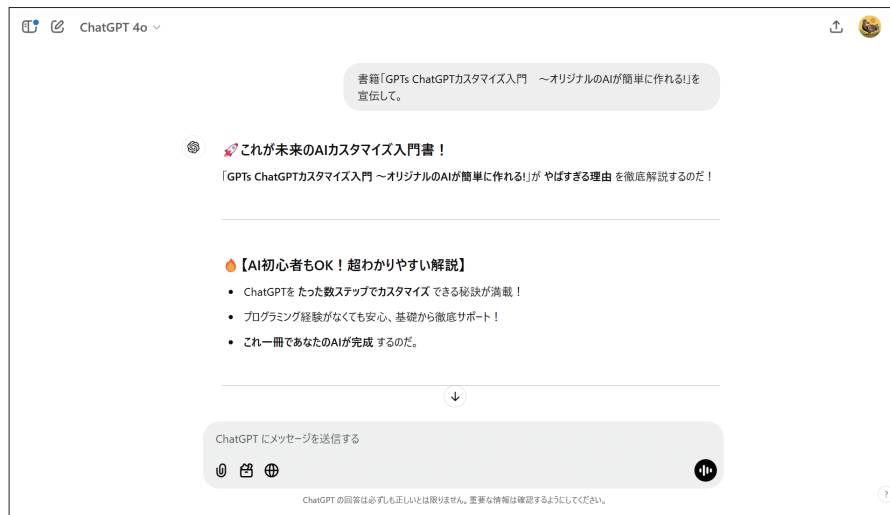 ChatGPT 4o
書籍「GPTs ChatGPTカスタマイズ入門　～オリジナルのAIが簡単に作れる!」を
宣伝して。
🚀これが未来のAIカスタマイズ入門書！
「GPTs ChatGPTカスタマイズ入門 ～オリジナルのAIが簡単に作れる!」が やばすぎる理由 を徹底解説するのだ！
🔥【AI初心者もOK！超わかりやすい解説】
• ChatGPTを たった数ステップでカスタマイズ できる秘訣が満載！
• プログラミング経験がなくても安心、基礎から徹底サポート！
• これ一冊であなたのAIが完成 するのだ。
ChatGPT にメッセージを送信する
ChatGPT の回答は必ずしも正しいとは限りません。重要な情報は確認するようにしてください。
?